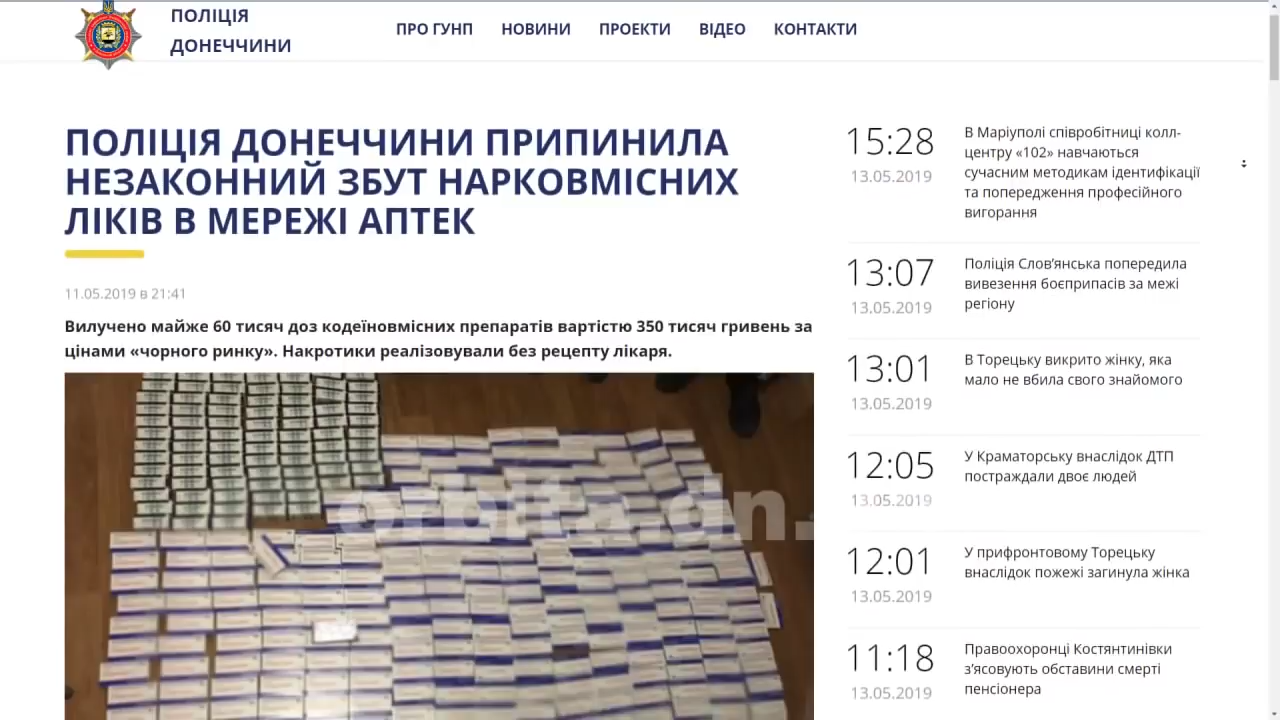 ПОЛІЦІЯ
ДОНЕЧЧИНИ
ПРО ГУНП
НОВИНИ
ПРОЕКТИ
ВІДЕО
КОНТАКТИ
ПОЛІЦІЯ ДОНЕЧЧИНИ ПРИПИНИЛА
НЕЗАКОННИЙ ЗБУТ НАРКОВМІСНИХ
ЛІКІВ В МЕРЕЖІ АПТЕК
11.05.2019 в 21:41
Вилучено майже 60 тисяч доз кодеїновмісних препаратів вартістю 350 тисяч гривень за
цінами «чорного ринку». Накротики реалізовували без рецепту лікаря.
orbita.dn.
15:28
13.05.2019
В Маріуполі співробітниці колл-
центру «102» навчаються
сучасним методикам ідентифікації
та попередження професійного
вигорання
13:07
13.05.2019
Поліція Слов’янська попередила
вивезення боєприпасів за межі
регіону
13:01
13.05.2019
В Торецьку викрито жінку, яка
мало не вбила свого знайомого
12:05
13.05.2019
У Краматорську внаслідок ДТП
постраждали двоє людей
12:01
13.05.2019
У прифронтовому Торецьку
внаслідок пожежі загинула жінка
11:18
13.05.2019
Правоохоронці Костянтинівки
з’ясовують обставини смерті
пенсіонера